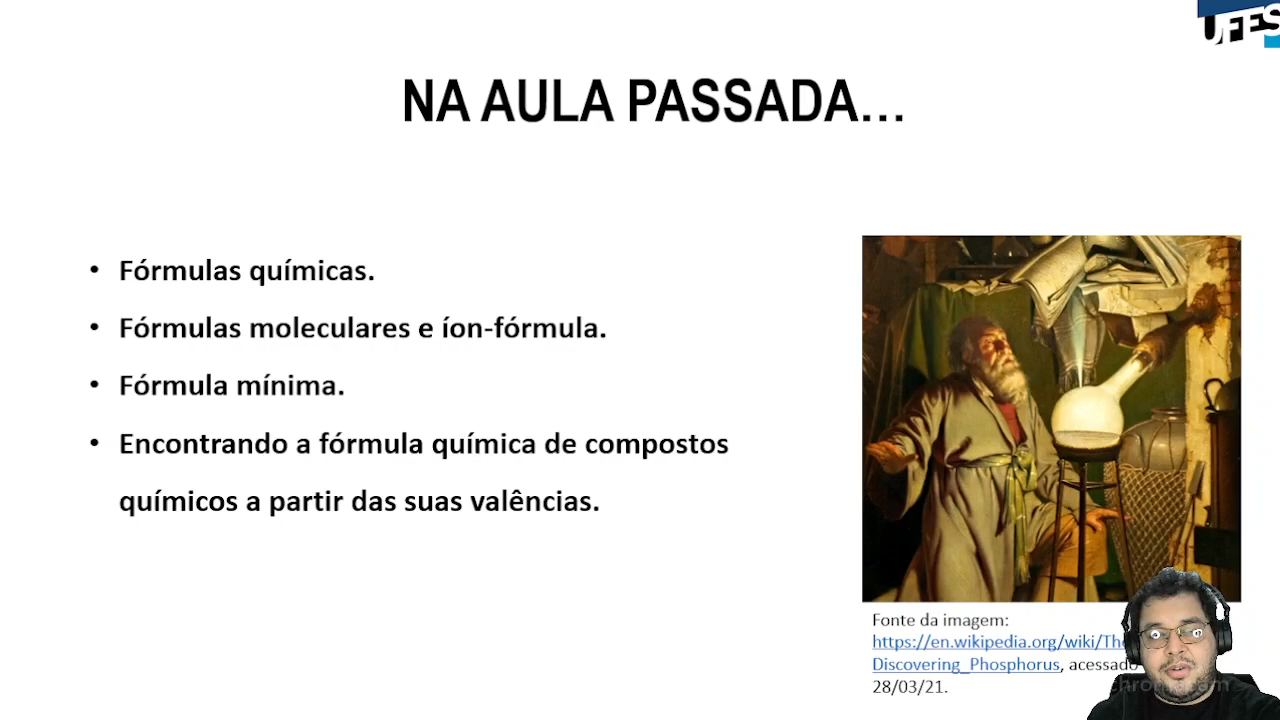 UFES
NA AULA PASSADA...
• Fórmulas químicas.
• Fórmulas moleculares e íon-fórmula.
• Fórmula mínima.
• Encontrando a fórmula química de compostos
químicos a partir das suas valências.
Fonte da imagem:
https://en.wikipedia.org/wiki/The
Discovering_Phosphorus, acessado
28/03/21.